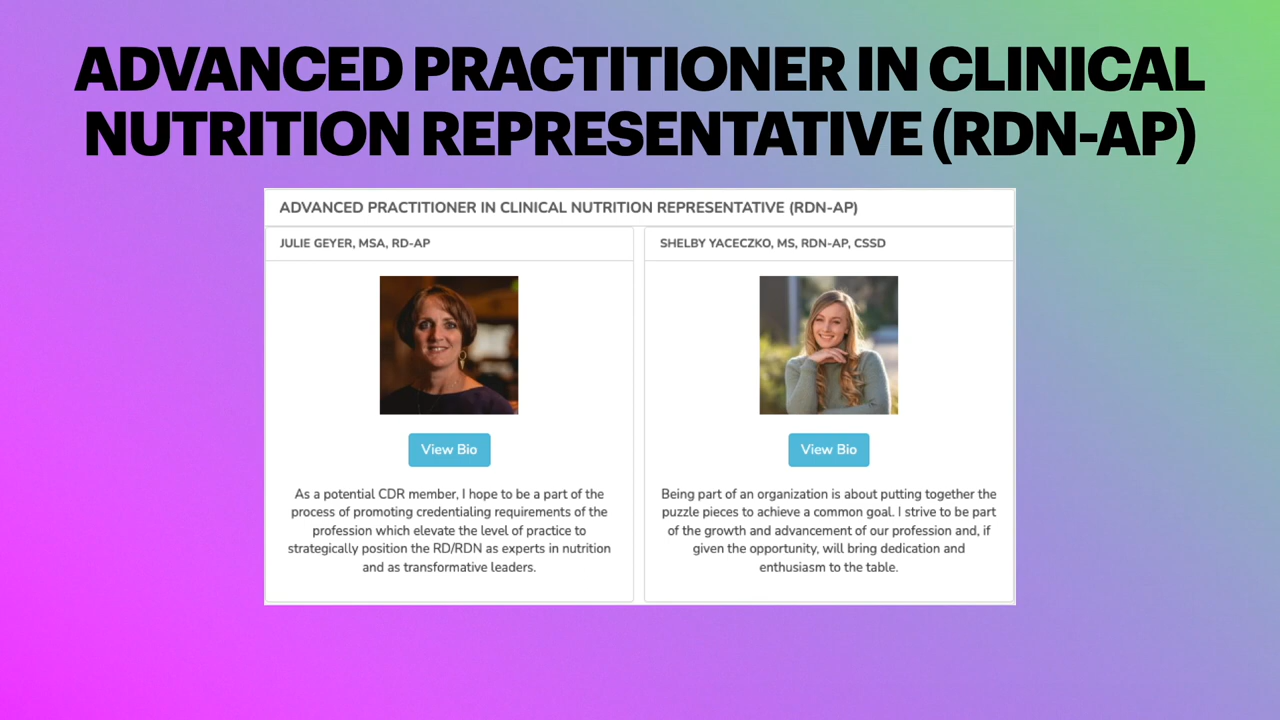 ADVANCED PRACTITIONER IN CLINICAL
NUTRITION REPRESENTATIVE (RDN-AP)
ADVANCED PRACTITIONER IN CLINICAL NUTRITION REPRESENTATIVE (RDN-AP)
JULIE GEYER, MSA, RD-AP
View Bio
As a potential CDR member, I hope to be a part of the
process of promoting credentialing requirements of the
profession which elevate the level of practice to
strategically position the RD/RDN as experts in nutrition
and as transformative leaders.
SHELBY YACECZKO, MS, RDN-AP, CSSD
View Bio
Being part of an organization is about putting together the
puzzle pieces to achieve a common goal. I strive to be part
of the growth and advancement of our profession and, if
given the opportunity, will bring dedication and
enthusiasm to the table.